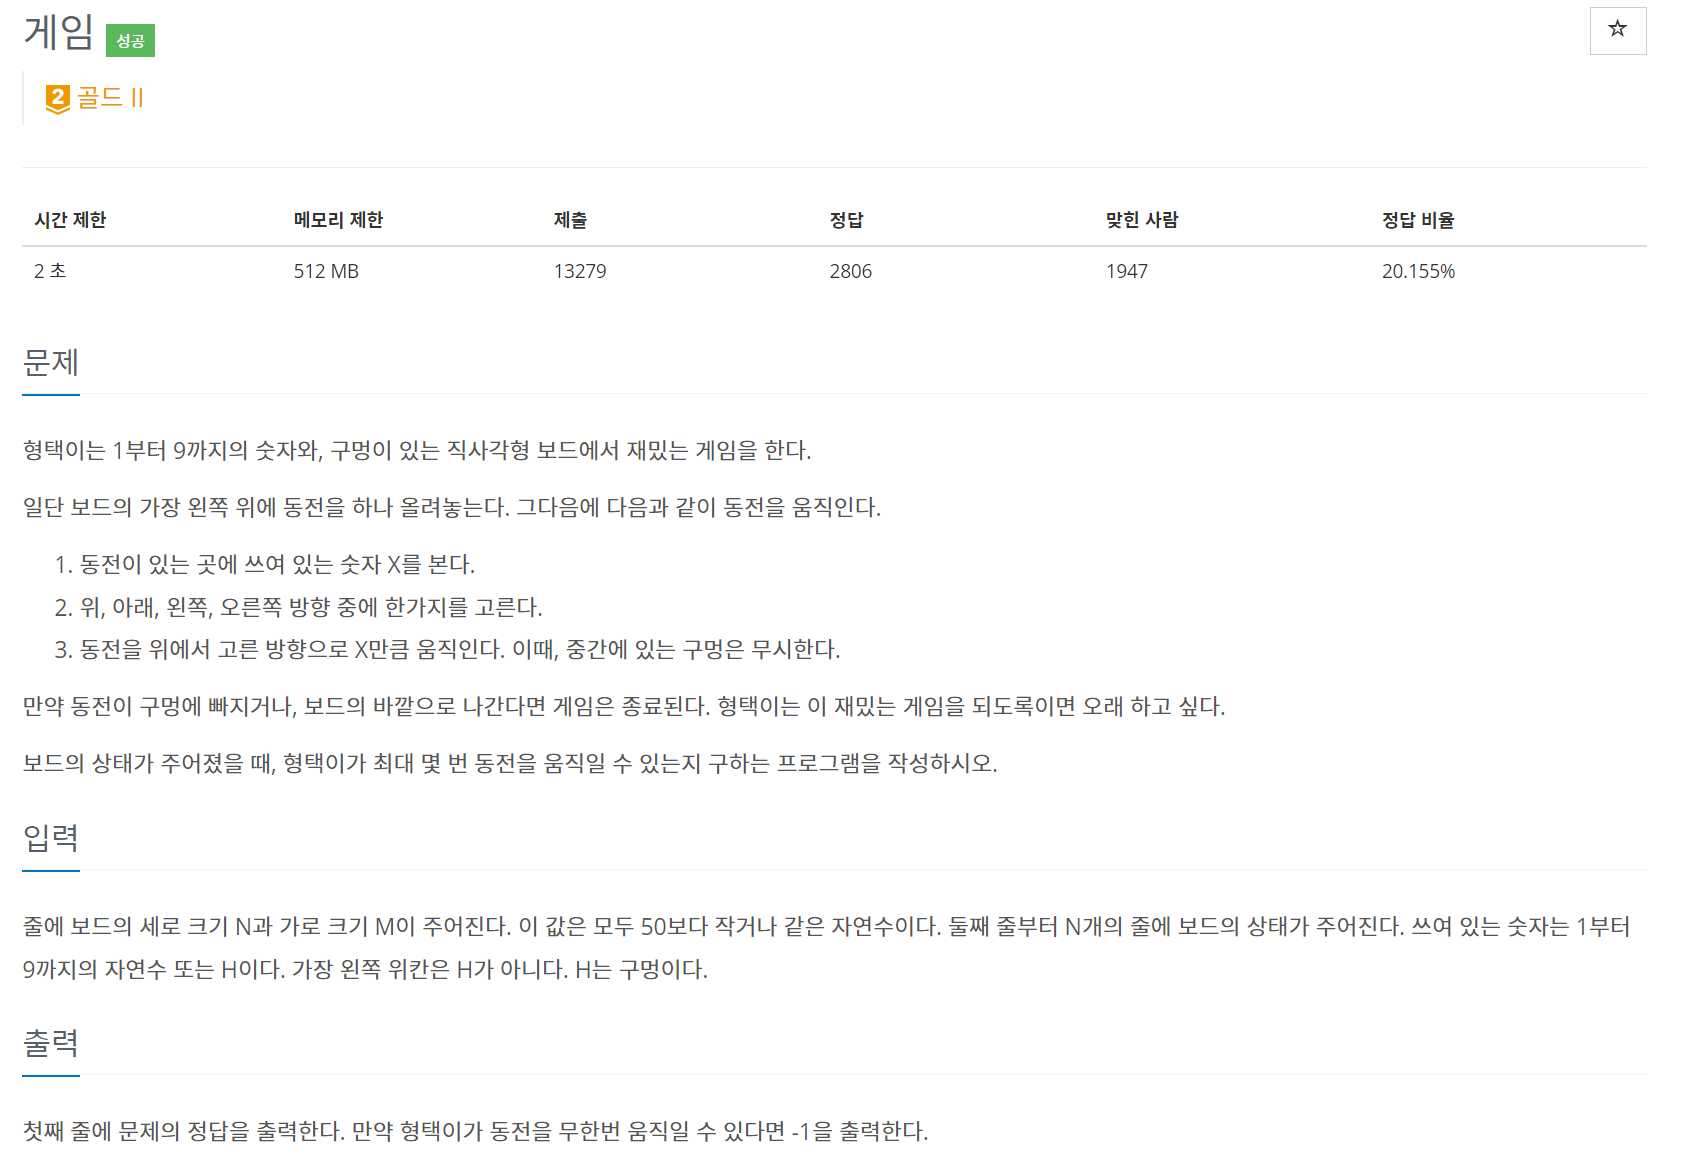 게임 성공
☆
2 골드 II
시간 제한 메모리 제한 제출 정답 맞힌 사람 정답 비율
2 초 512 MB 13279 2806 1947 20.155%
문제
형택이는 1부터 9까지의 숫자와, 구멍이 있는 직사각형 보드에서 재밌는 게임을 한다.
일단 보드의 가장 왼쪽 위에 동전을 하나 올려놓는다. 그다음에 다음과 같이 동전을 움직인다.
1. 동전이 있는 곳에 쓰여 있는 숫자 X를 본다.
2. 위, 아래, 왼쪽, 오른쪽 방향 중에 한가지를 고른다.
3. 동전을 위에서 고른 방향으로 X만큼 움직인다. 이때, 중간에 있는 구멍은 무시한다.
만약 동전이 구멍에 빠지거나, 보드의 바깥으로 나간다면 게임은 종료된다. 형택이는 이 재밌는 게임을 되도록이면 오래 하고 싶다.
보드의 상태가 주어졌을 때, 형택이가 최대 몇 번 동전을 움직일 수 있는지 구하는 프로그램을 작성하시오.
입력
줄에 보드의 세로 크기 N과 가로 크기 M이 주어진다. 이 값은 모두 50보다 작거나 같은 자연수이다. 둘째 줄부터 N개의 줄에 보드의 상태가 주어진다. 쓰여 있는 숫자는 1부터
9까지의 자연수 또는 H이다. 가장 왼쪽 위칸은 H가 아니다. H는 구멍이다.
출력
첫째 줄에 문제의 정답을 출력한다. 만약 형택이가 동전을 무한번 움직일 수 있다면 -1을 출력한다.